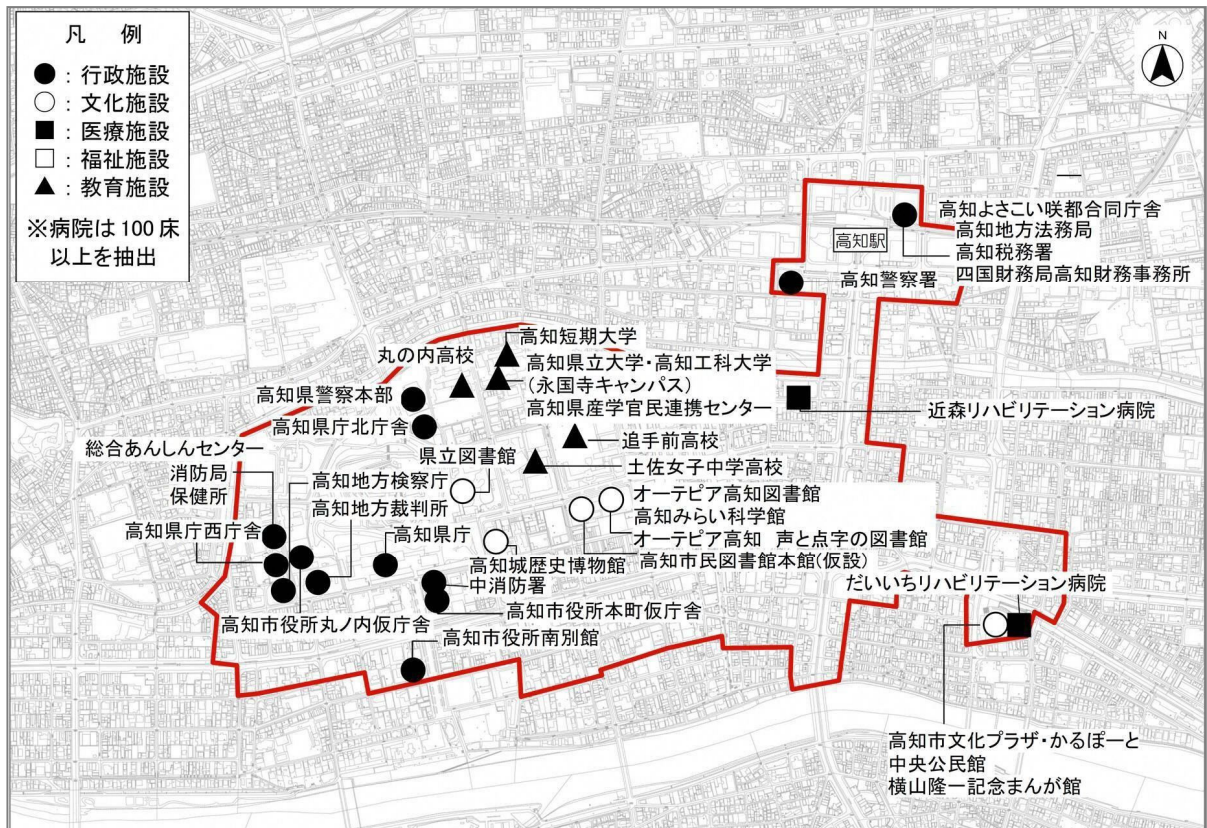 凡 例
● : 行政施設
○ : 文化施設
■ : 医療施設
□ : 福祉施設
▲ : 教育施設
※病院は100床
以上を抽出
N
高知よさこい咲都合同庁舎
高知地方法務局
高知税務署
四国財務局高知財務事務所
高知駅
高知警察署
高知短期大学
丸の内高校
高知県立大学・高知工科大学
(永国寺キャンパス)
高知県産学官民連携センター
高知県警察本部
近森リハビリテーション病院
高知県庁北庁舎
追手前高校
総合あんしんセンター
消防局
保健所
県立図書館
土佐女子中学高校
高知地方検察庁
高知地方裁判所
オーテピア高知図書館
高知みらい科学館
オーテピア高知 声と点字の図書館
高知県庁西庁舎
高知県庁
高知城歴史博物館
高知市民図書館本館(仮設)
中消防署
だいいちリハビリテーション病院
高知市役所丸ノ内仮庁舎
高知市役所本町仮庁舎
高知市役所南別館
高知市文化プラザ・かるぽーと
中央公民館
横山隆一記念まんが館